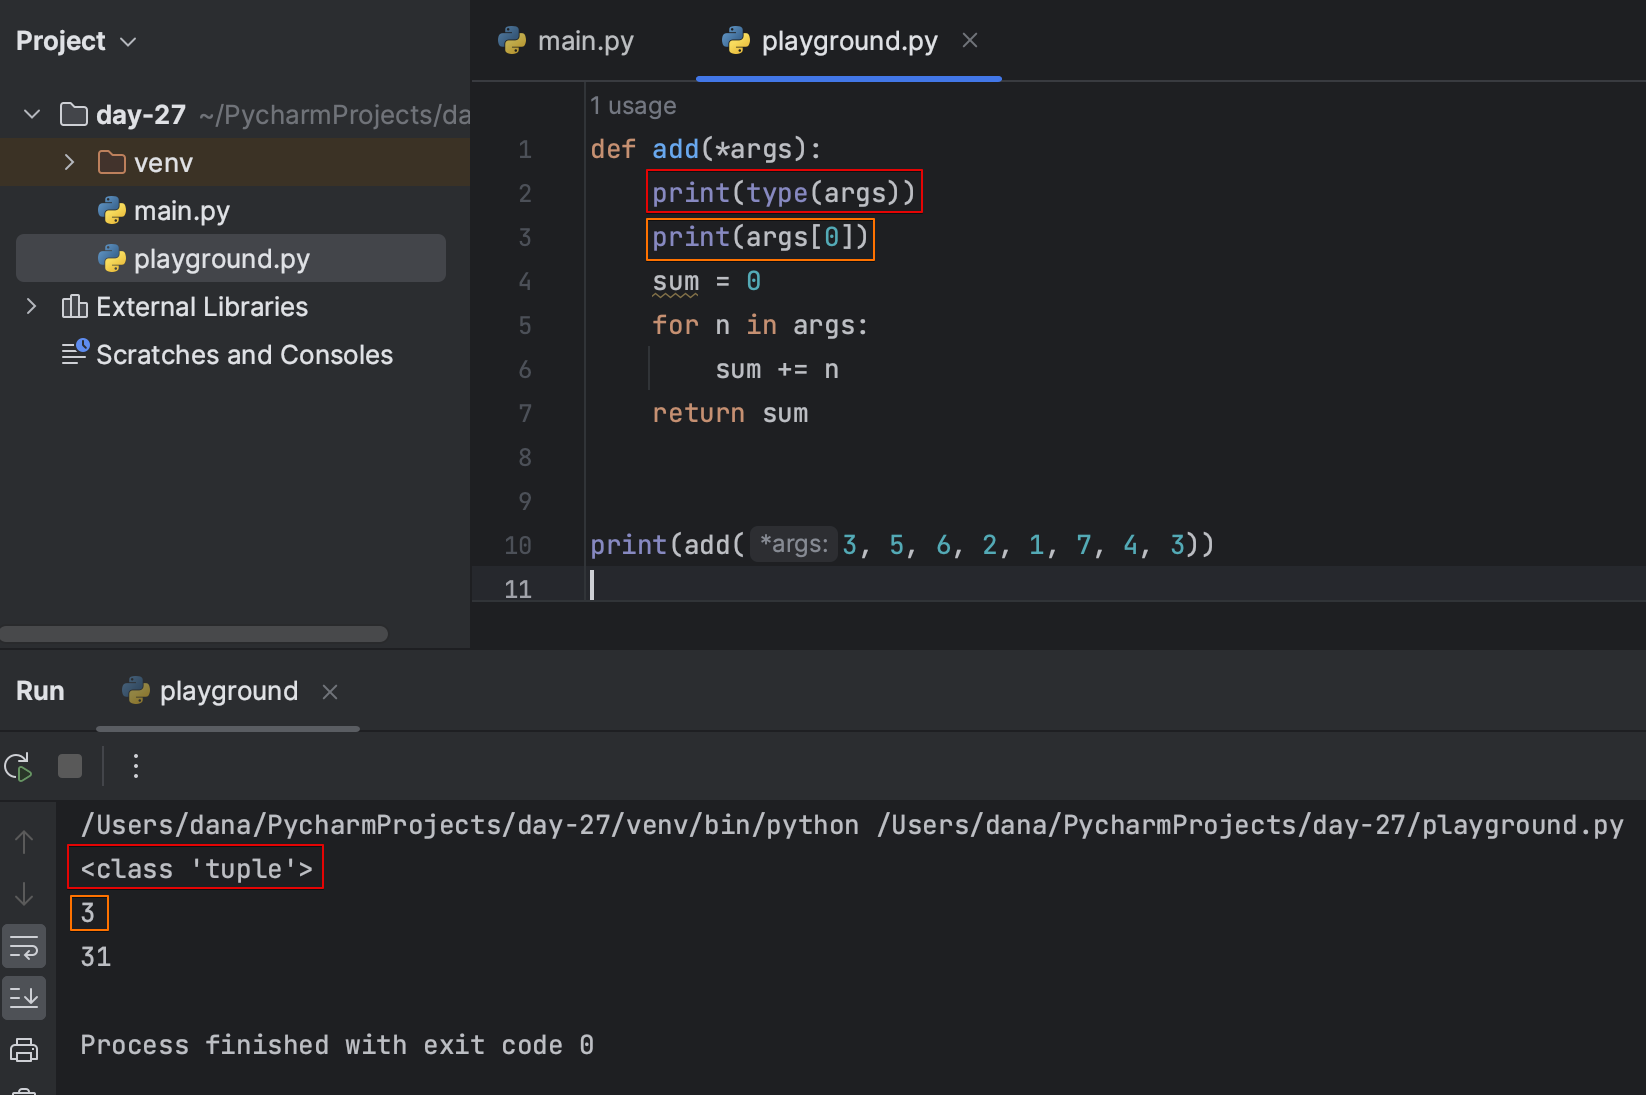 Project
day-27 ~/PycharmProjects/da
venv
main.py
playground.py
External Libraries
Scratches and Consoles
main.py
playground.py
1 usage
1 def add(*args):
2 print(type(args))
3 print(args[0])
4 sum = 0
5 for n in args:
6 sum += n
7 return sum
8
9
10 print(add( *args: 3, 5, 6, 2, 1, 7, 4, 3))
11
Run
playground
/Users/dana/PycharmProjects/day-27/venv/bin/python /Users/dana/PycharmProjects/day-27/playground.py
<class 'tuple'>
3
31
Process finished with exit code 0